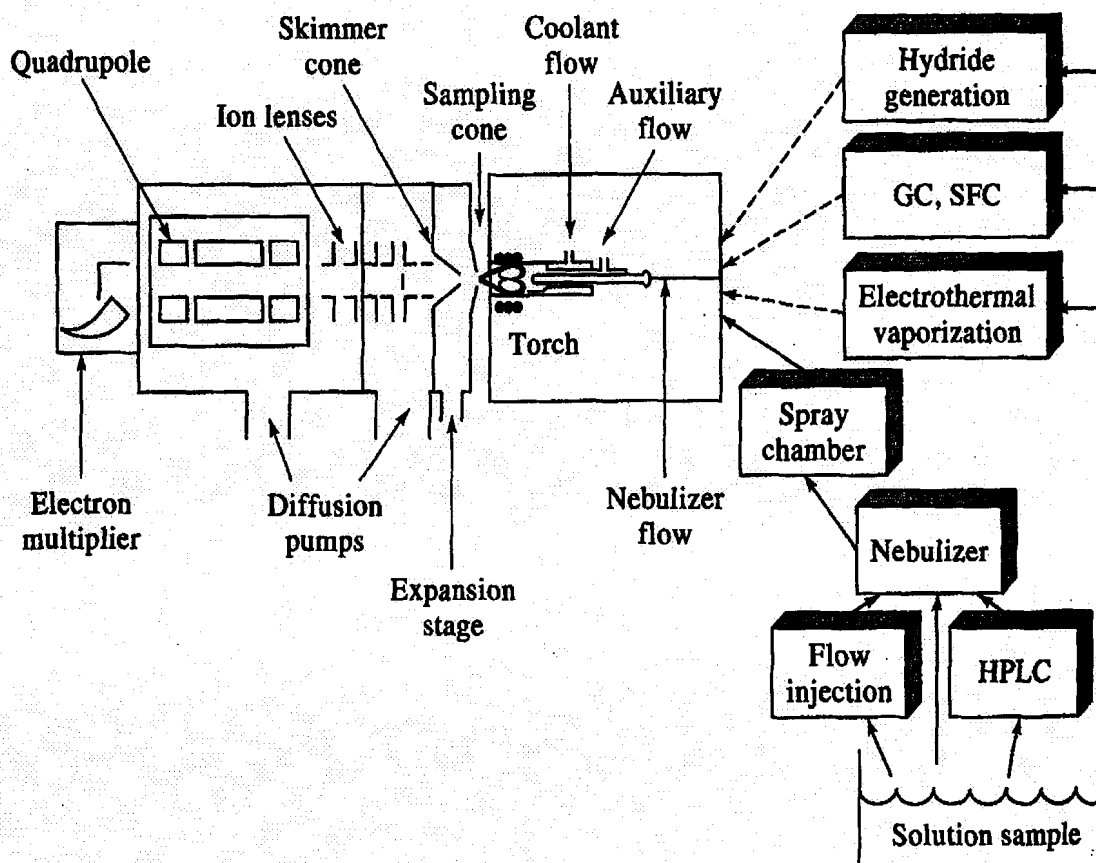 Quadrupole
Skimmer
cone
Ion lenses
Sampling
cone
Coolant
flow
Auxiliary
flow
Hydride
generation
GC, SFC
Electrothermal
vaporization
Torch
Spray
chamber
Electron
multiplier
Diffusion
pumps
Expansion
stage
Nebulizer
flow
Nebulizer
Flow
injection
HPLC
Solution sample